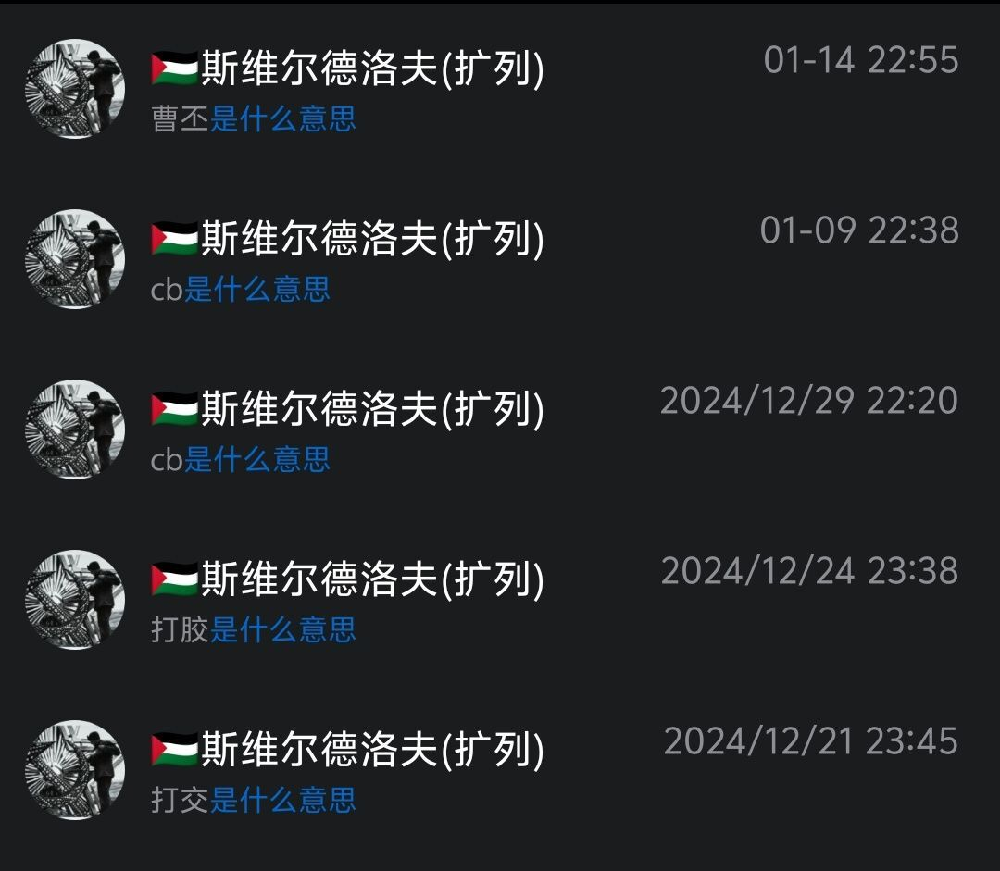 🇵🇸斯维尔德洛夫(扩列)
01-14 22:55
曹丕是什么意思
🇵🇸斯维尔德洛夫(扩列)
01-09 22:38
cb是什么意思
🇵🇸斯维尔德洛夫(扩列)
2024/12/29 22:20
cb是什么意思
🇵🇸斯维尔德洛夫(扩列)
2024/12/24 23:38
打胶是什么意思
🇵🇸斯维尔德洛夫(扩列)
2024/12/21 23:45
打交是什么意思